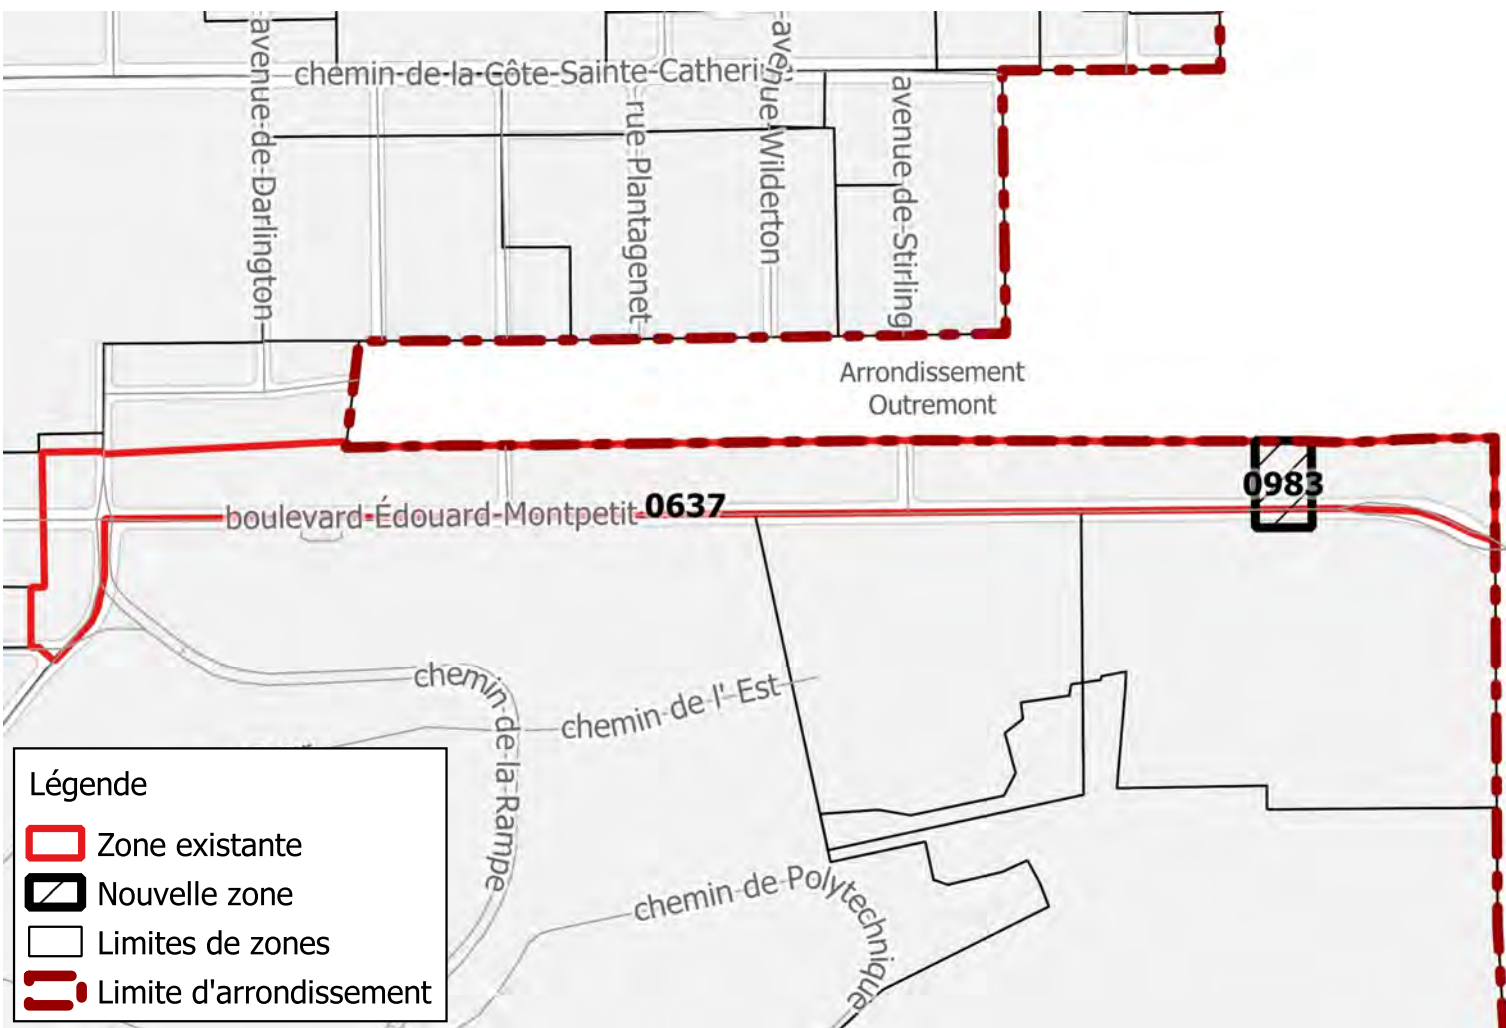 avenue-de-Darlington
chemin-de-la-Côte-Sainte-Catherine
rue-Plantagenet
avenue-Wilderton
avenue-de-Stirling
Arrondissement
Outremont
boulevard-Édouard-Montpetit
0637
0983
chemin-de-la-Rampe
chemin-de-l'-Est
chemin-de-Polytechnique
Légende
Zone existante
Nouvelle zone
Limites de zones
Limite d'arrondissement